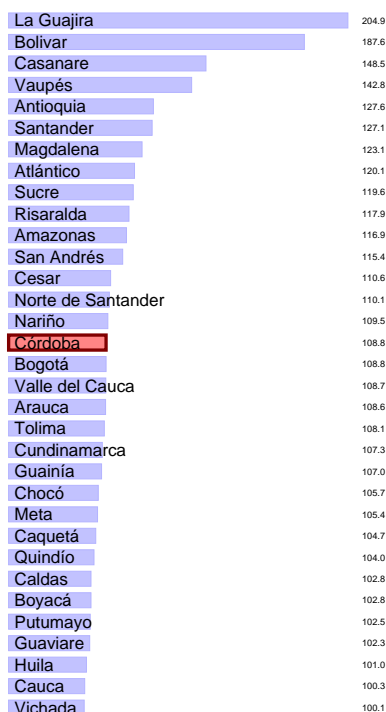 La Guajira 204.9
Bolivar 187.6
Casanare 148.5
Vaupés 142.8
Antioquia 127.6
Santander 127.1
Magdalena 123.1
Atlántico 120.1
Sucre 119.6
Risaralda 117.9
Amazonas 116.9
San Andrés 115.4
Cesar 110.6
Norte de Santander 110.1
Nariño 109.5
Córdoba 108.8
Bogotá 108.8
Valle del Cauca 108.7
Arauca 108.6
Tolima 108.1
Cundinamarca 107.3
Guainía 107.0
Chocó 105.7
Meta 105.4
Caquetá 104.7
Quindío 104.0
Caldas 102.8
Boyacá 102.8
Putumayo 102.5
Guaviare 102.3
Huila 101.0
Cauca 100.3
Vichada 100.1